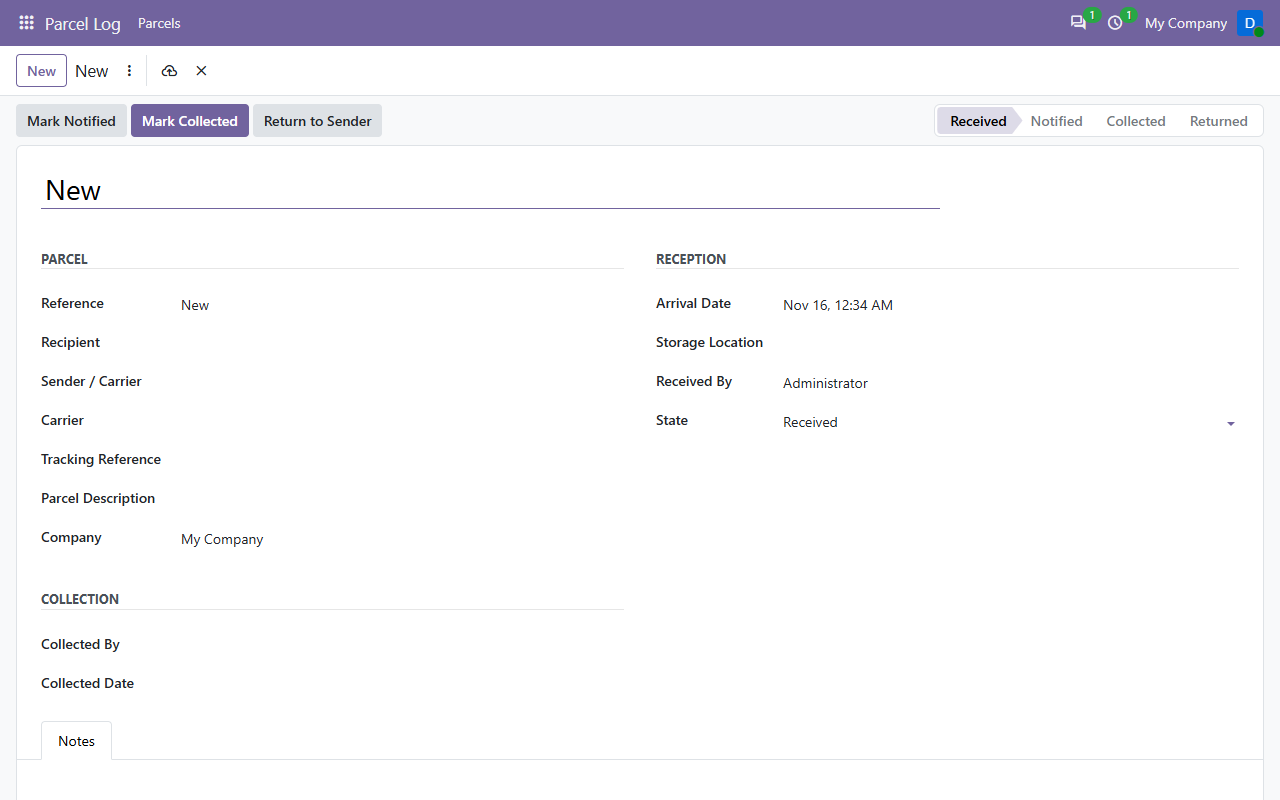 Parcel Log Parcels 1 1 My Company D
New New
Mark Notified Mark Collected Return to Sender Received Notified Collected Returned
New
PARCEL RECEPTION
Reference New Arrival Date Nov 16, 12:34 AM
Recipient Storage Location
Sender / Carrier Received By Administrator
Carrier State Received
Tracking Reference
Parcel Description
Company My Company
COLLECTION
Collected By
Collected Date
Notes